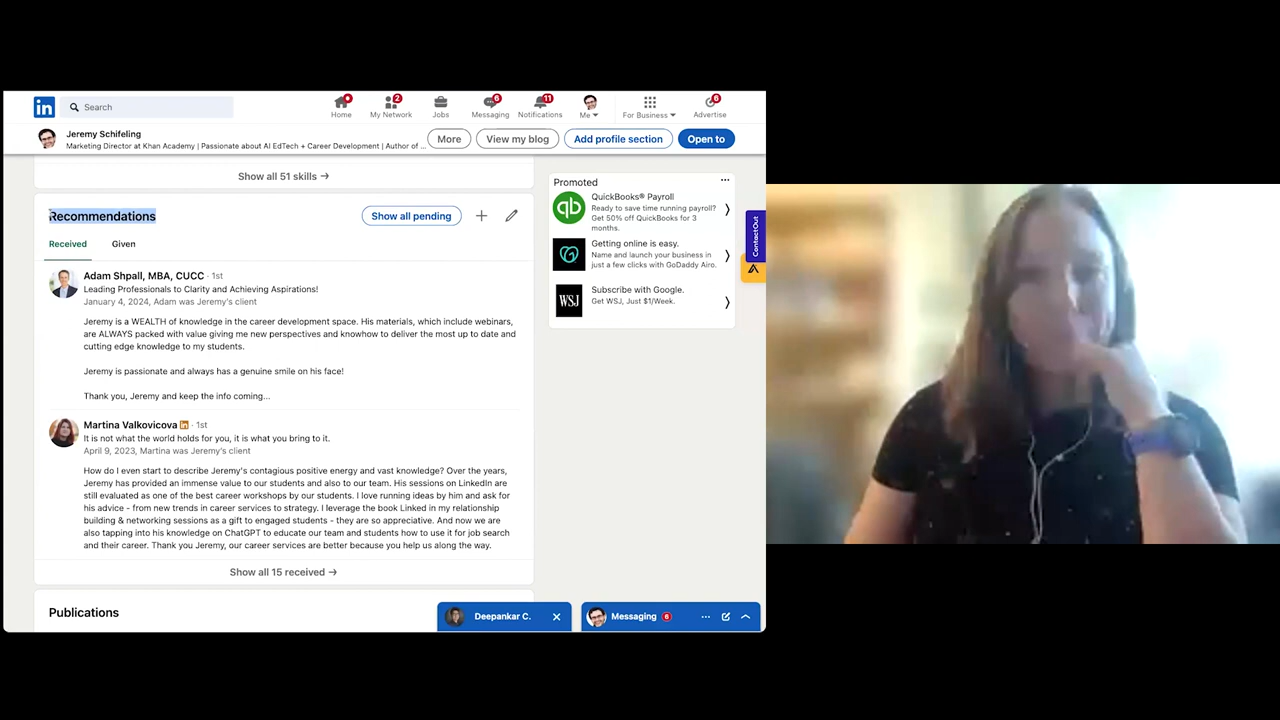 in
Search
Home
2
My Network
Jobs
6
Messaging
11
Notifications
Me
For Business
6
Advertise
Jeremy Schifeling
Marketing Director at Khan Academy | Passionate about AI EdTech + Career Development | Author of ...
More
View my blog
Add profile section
Open to
Show all 51 skills →
Recommendations
Show all pending
Received
Given
Adam Shpall, MBA, CUCC · 1st
Leading Professionals to Clarity and Achieving Aspirations!
January 4, 2024, Adam was Jeremy's client
Jeremy is a WEALTH of knowledge in the career development space. His materials, which include webinars,
are ALWAYS packed with value giving me new perspectives and knowhow to deliver the most up to date and
cutting edge knowledge to my students.
Jeremy is passionate and always has a genuine smile on his face!
Thank you, Jeremy and keep the info coming...
Martina Valkovicova in · 1st
It is not what the world holds for you, it is what you bring to it.
April 9, 2023, Martina was Jeremy's client
How do I even start to describe Jeremy's contagious positive energy and vast knowledge? Over the years,
Jeremy has provided an immense value to our students and also to our team. His sessions on LinkedIn are
still evaluated as one of the best career workshops by our students. I love running ideas by him and ask for
his advice - from new trends in career services to strategy. I leverage the book Linked in my relationship
building & networking sessions as a gift to engaged students - they are so appreciative. And now we are
also tapping into his knowledge on ChatGPT to educate our team and students how to use it for job search
and their career. Thank you Jeremy, our career services are better because you help us along the way.
Show all 15 received →
Publications
Promoted
QuickBooks® Payroll
Ready to save time running payroll?
Get 50% off QuickBooks for 3
months.
qb
Getting online is easy.
Name and launch your business in
just a few clicks with GoDaddy Airo.
Subscribe with Google.
Get WSJ, Just $1/Week.
WSJ
ContactOut
Deepankar C.
Messaging
6